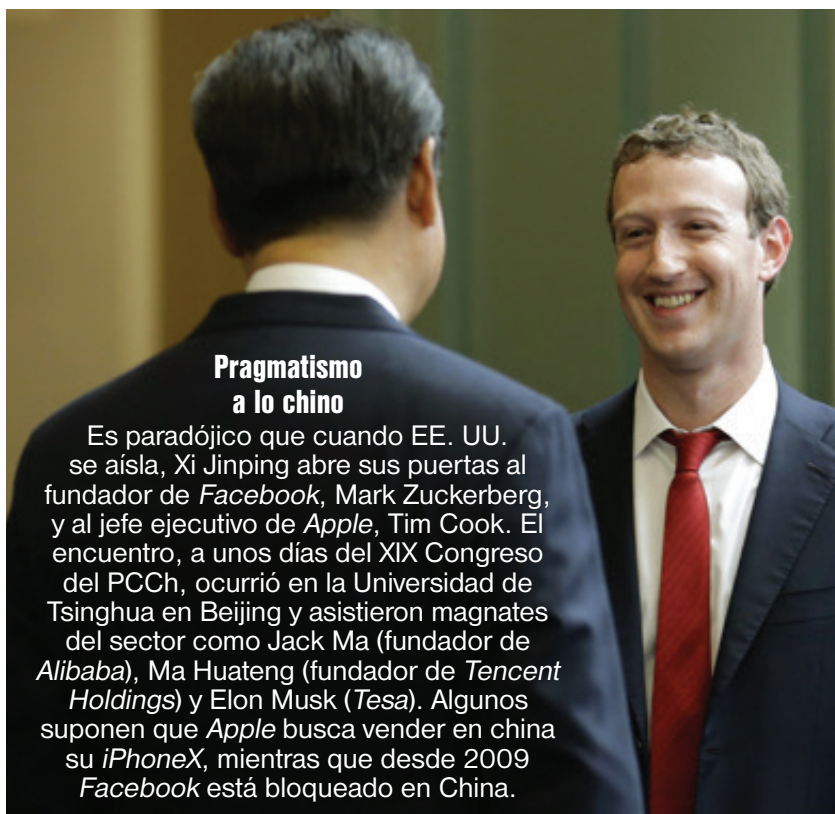 Pragmatismo
a lo chino
Es paradójico que cuando EE. UU.
se aísla, Xi Jinping abre sus puertas al
fundador de Facebook, Mark Zuckerberg,
y al jefe ejecutivo de Apple, Tim Cook. El
encuentro, a unos días del XIX Congreso
del PCCh, ocurrió en la Universidad de
Tsinghua en Beijing y asistieron magnates
del sector como Jack Ma (fundador de
Alibaba), Ma Huateng (fundador de Tencent
Holdings) y Elon Musk (Tesa). Algunos
suponen que Apple busca vender en china
su iPhoneX, mientras que desde 2009
Facebook está bloqueado en China.